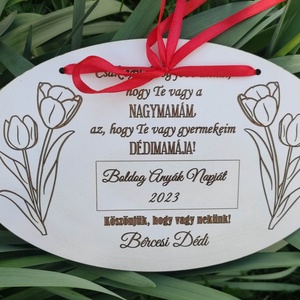 hogy Te vagy a
NAGYMAMÁM,
az, hogy Te vagy gyermekeim
DÉDIMAMÁJA!
Boldog Anyák Napját
2023
Köszönjük, hogy vagy nekünk!
Bércesi Dédi